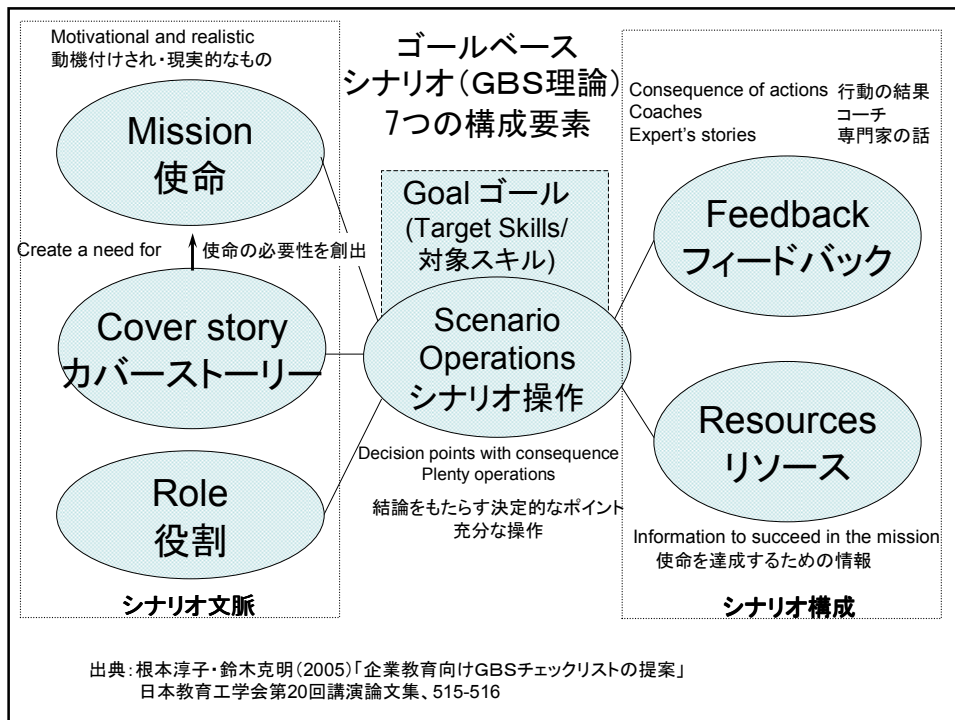 ゴールベース
シナリオ(GBS理論)
7つの構成要素
Motivational and realistic
動機付けされ・現実的なもの
Mission
使命
Create a need for
使命の必要性を創出
Cover story
カバーストーリー
Role
役割
シナリオ文脈
Goal ゴール
(Target Skills/
対象スキル)
Scenario
Operations
シナリオ操作
Decision points with consequence
Plenty operations
結論をもたらす決定的なポイント
充分な操作
Consequence of actions 行動の結果
Coaches コーチ
Expert's stories 専門家の話
Feedback
フィードバック
Resources
リソース
Information to succeed in the mission
使命を達成するための情報
シナリオ構成
出典:根本淳子・鈴木克明(2005)「企業教育向けGBSチェックリストの提案」
日本教育工学会第20回講演論文集、515-516